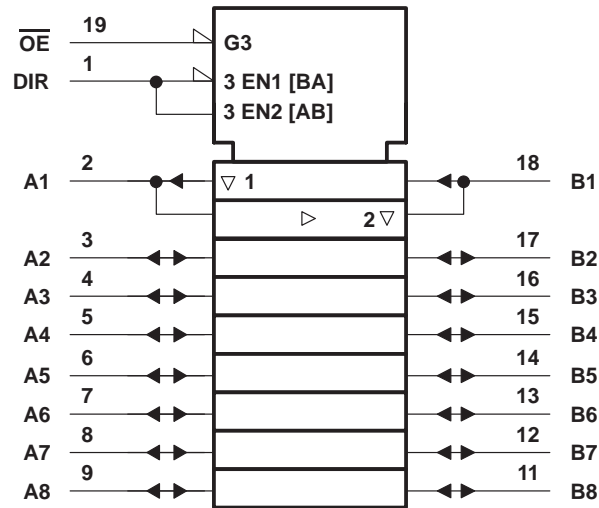 OE 19 G3
DIR 1 3 EN1 [BA]
3 EN2 [AB]
A1 2 1 18 B1
2
A2 3 17 B2
A3 4 16 B3
A4 5 15 B4
A5 6 14 B5
A6 7 13 B6
A7 8 12 B7
A8 9 11 B8